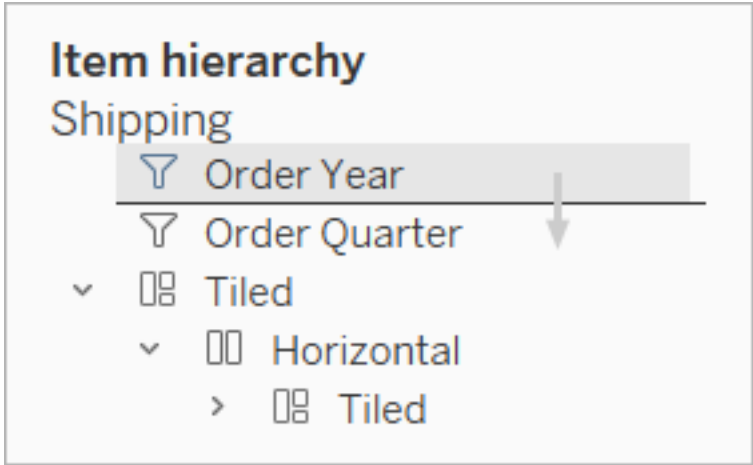 Item hierarchy
Shipping
Order Year
Order Quarter
Tiled
Horizontal
Tiled